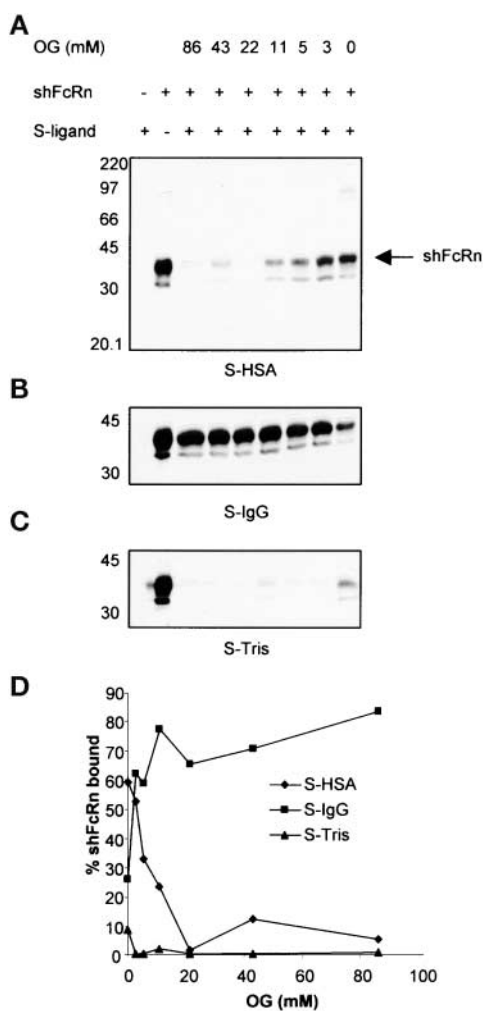 A
OG (mM) 86 43 22 11 5 3 0
shFcRn - + + + + + + + +
S-ligand + - + + + + + + +
220
97
66
45
30
20.1
shFcRn
S-HSA
B
45
30
S-IgG
C
45
30
S-Tris
D
% shFcRn bound
90
80
70
60
50
40
30
20
10
0
S-HSA
S-IgG
S-Tris
0 20 40 60 80 100
OG (mM)